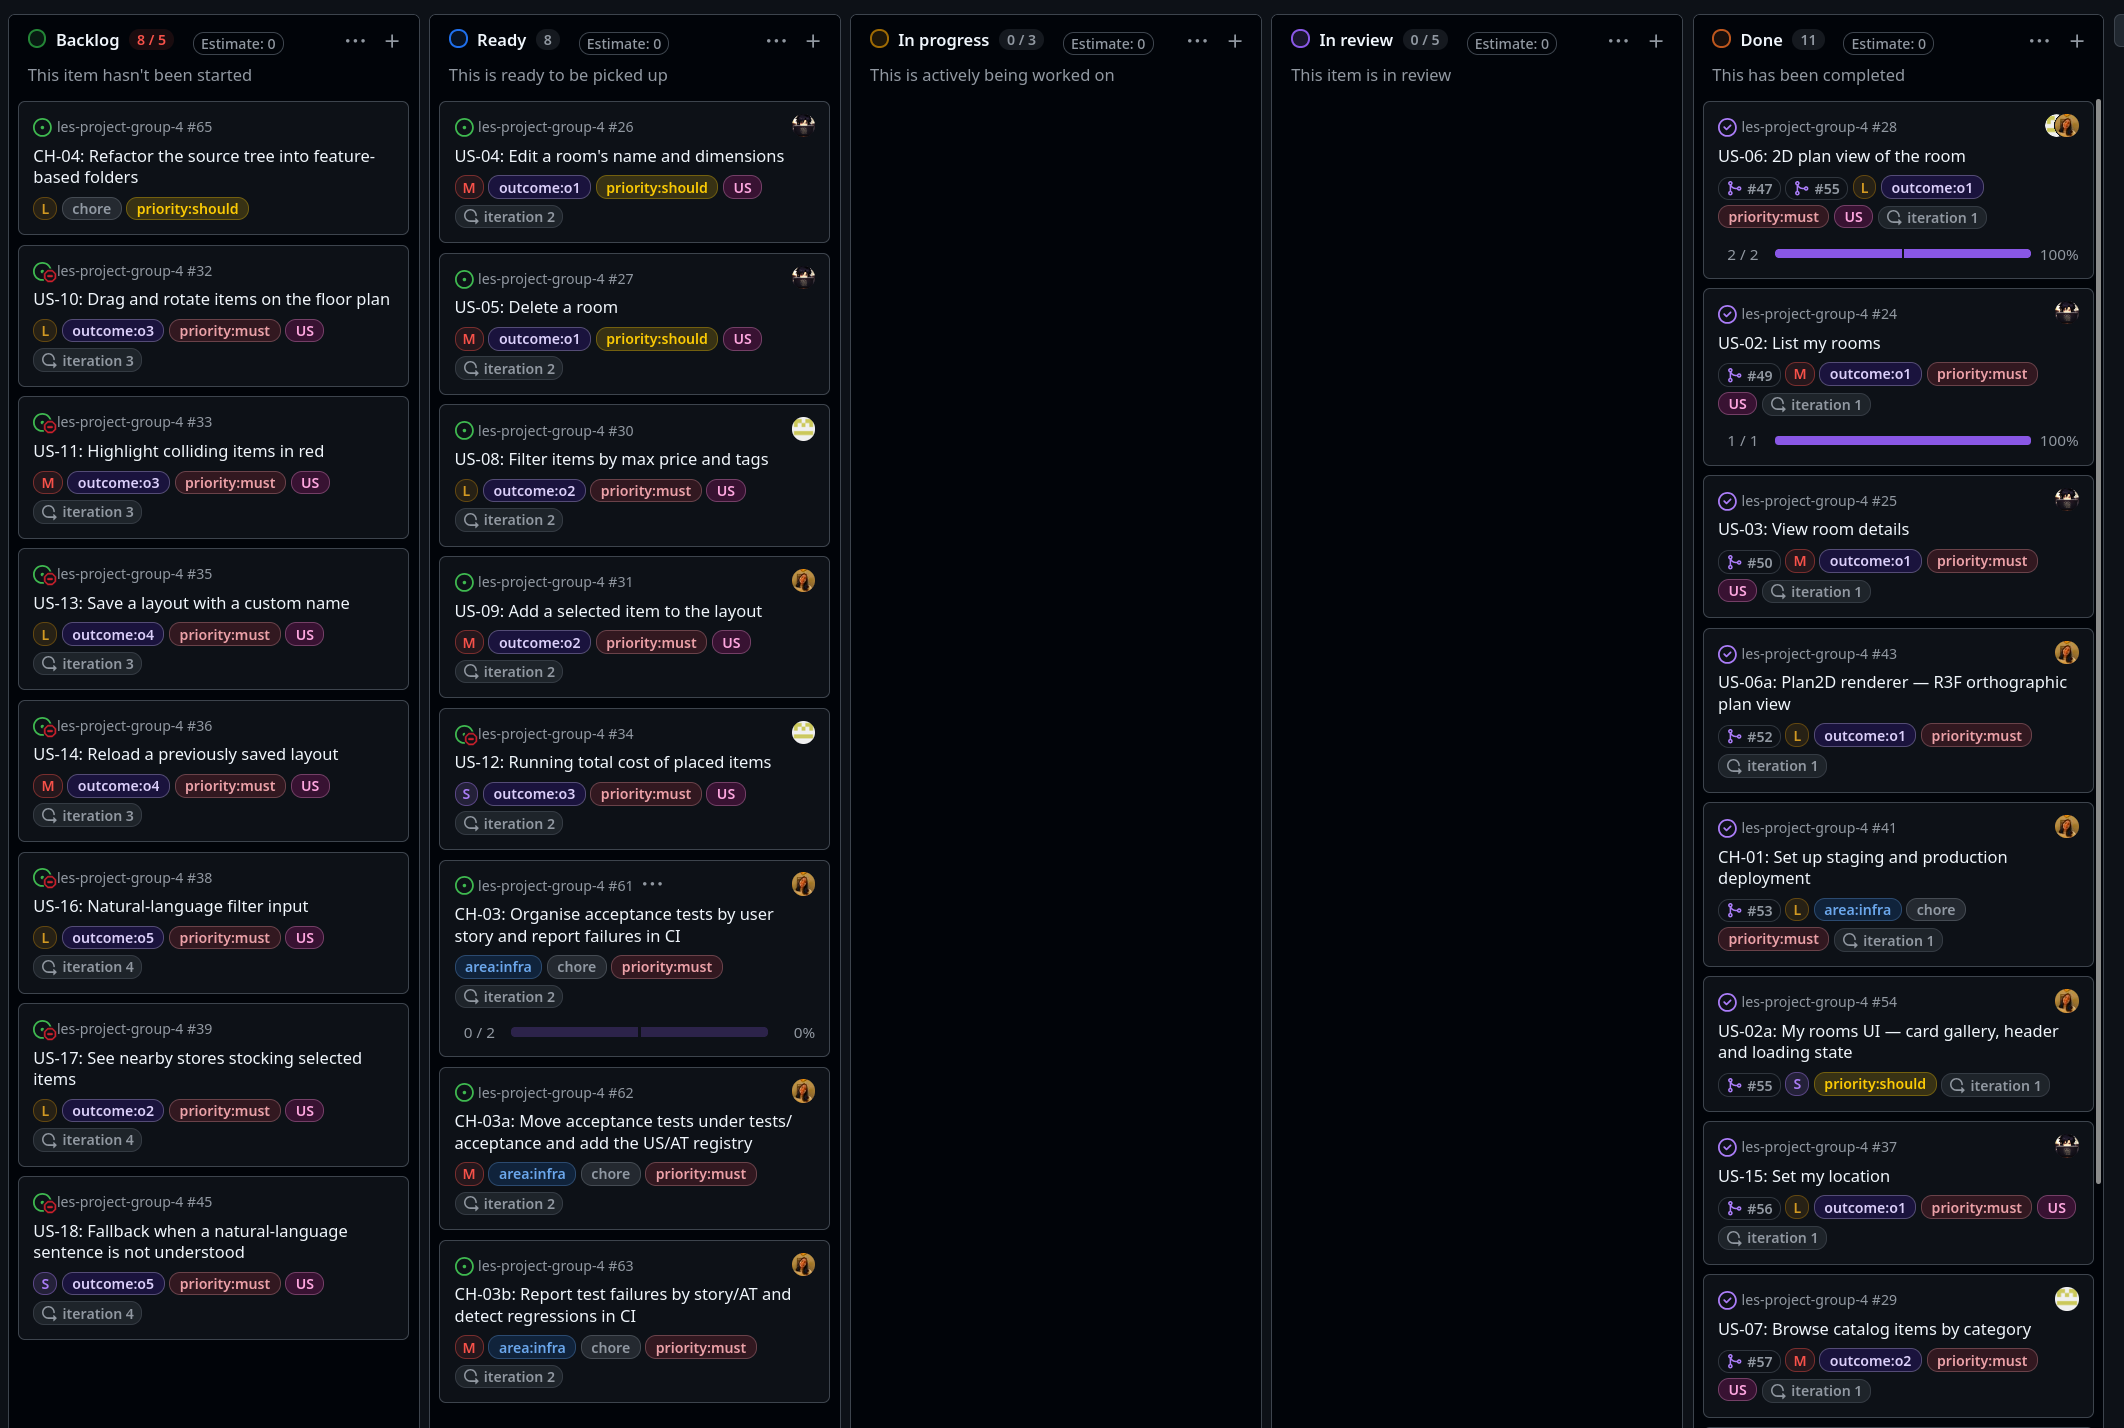 Backlog 8 / 5 Estimate: 0
This item hasn't been started
les-project-group-4 #65
CH-04: Refactor the source tree into feature-
based folders
L chore priority:should
les-project-group-4 #32
US-10: Drag and rotate items on the floor plan
L outcome:o3 priority:must US
iteration 3
les-project-group-4 #33
US-11: Highlight colliding items in red
M outcome:o3 priority:must US
iteration 3
les-project-group-4 #35
US-13: Save a layout with a custom name
L outcome:o4 priority:must US
iteration 3
les-project-group-4 #36
US-14: Reload a previously saved layout
M outcome:o4 priority:must US
iteration 3
les-project-group-4 #38
US-16: Natural-language filter input
L outcome:o5 priority:must US
iteration 4
les-project-group-4 #39
US-17: See nearby stores stocking selected
items
L outcome:o2 priority:must US
iteration 4
les-project-group-4 #45
US-18: Fallback when a natural-language
sentence is not understood
S outcome:o5 priority:must US
iteration 4
Ready 8 Estimate: 0
This is ready to be picked up
les-project-group-4 #26
US-04: Edit a room's name and dimensions
M outcome:o1 priority:should US
iteration 2
les-project-group-4 #27
US-05: Delete a room
M outcome:o1 priority:should US
iteration 2
les-project-group-4 #30
US-08: Filter items by max price and tags
L outcome:o2 priority:must US
iteration 2
les-project-group-4 #31
US-09: Add a selected item to the layout
M outcome:o2 priority:must US
iteration 2
les-project-group-4 #34
US-12: Running total cost of placed items
S outcome:o3 priority:must US
iteration 2
les-project-group-4 #61
CH-03: Organise acceptance tests by user
story and report failures in CI
area:infra chore priority:must
iteration 2
0 / 2 0%
les-project-group-4 #62
CH-03a: Move acceptance tests under tests/
acceptance and add the US/AT registry
M area:infra chore priority:must
iteration 2
les-project-group-4 #63
CH-03b: Report test failures by story/AT and
detect regressions in CI
M area:infra chore priority:must
iteration 2
In progress 0 / 3 Estimate: 0
This is actively being worked on
In review 0 / 5 Estimate: 0
This item is in review
Done 11 Estimate: 0
This has been completed
les-project-group-4 #28
US-06: 2D plan view of the room
#47 #55 L outcome:o1
priority:must US iteration 1
2 / 2 100%
les-project-group-4 #24
US-02: List my rooms
#49 M outcome:o1 priority:must
US iteration 1
1 / 1 100%
les-project-group-4 #25
US-03: View room details
#50 M outcome:o1 priority:must
US iteration 1
les-project-group-4 #43
US-06a: Plan2D renderer — R3F orthographic
plan view
#52 L outcome:o1 priority:must
iteration 1
les-project-group-4 #41
CH-01: Set up staging and production
deployment
#53 L area:infra chore
priority:must iteration 1
les-project-group-4 #54
US-02a: My rooms UI — card gallery, header
and loading state
#55 S priority:should iteration 1
les-project-group-4 #37
US-15: Set my location
#56 L outcome:o1 priority:must US
iteration 1
les-project-group-4 #29
US-07: Browse catalog items by category
#57 M outcome:o2 priority:must
US iteration 1